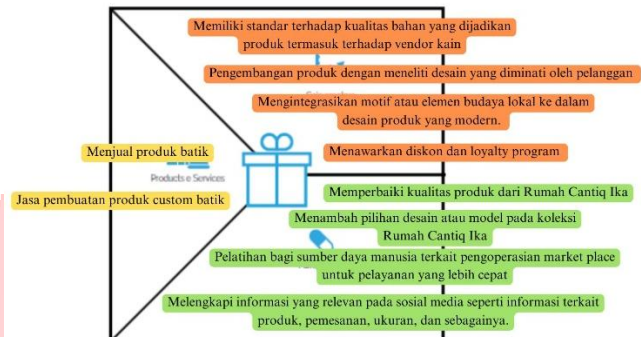 Memiliki standar terhadap kualitas bahan yang dijadikan
produk termasuk terhadap vendor kain
Pengembangan produk dengan meneliti desain yang diminati oleh pelanggan
Mengintegrasikan motif atau elemen budaya lokal ke dalam
desain produk yang modern.
Menawarkan diskon dan loyalty program
Menjual produk batik
Products e Services
Jasa pembuatan produk custom batik
Memperbaiki kualitas produk dari Rumah Cantiq Ika
Menambah pilihan desain atau model pada koleksi
Rumah Cantiq Ika
Pelatihan bagi sumber daya manusia terkait pengoperasian market place
untuk pelayanan yang lebih cepat
Melengkapi informasi yang relevan pada sosial media seperti informasi terkait
produk, pemesanan, ukuran, dan sebagainya.